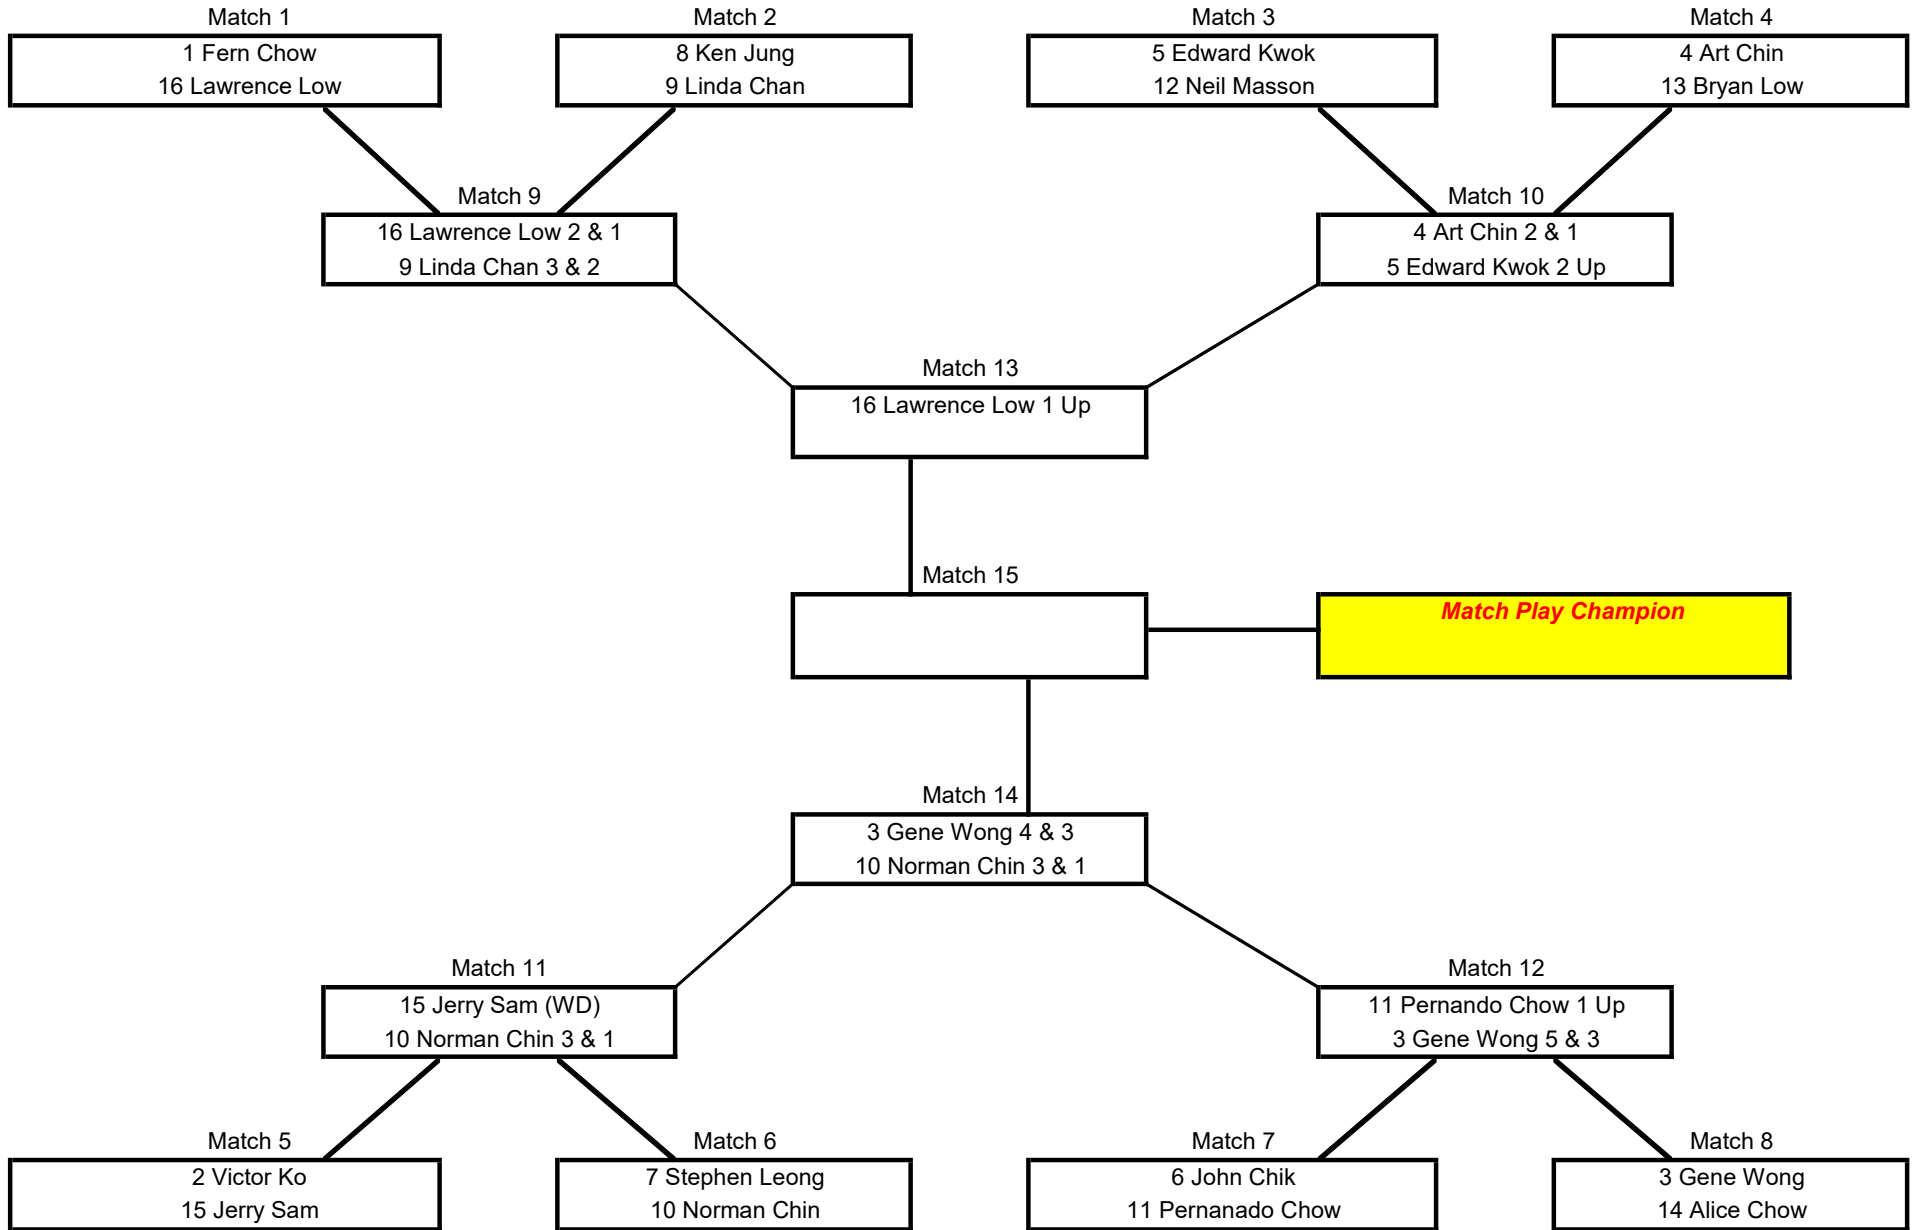 Match 1
Match 2
Match 3
Match 4
1 Fern Chow
16 Lawrence Low
8 Ken Jung
9 Linda Chan
5 Edward Kwok
12 Neil Masson
4 Art Chin
13 Bryan Low
Match 9
Match 10
16 Lawrence Low 2 & 1
9 Linda Chan 3 & 2
4 Art Chin 2 & 1
5 Edward Kwok 2 Up
Match 13
16 Lawrence Low 1 Up
Match 15
Match Play Champion
Match 14
3 Gene Wong 4 & 3
10 Norman Chin 3 & 1
Match 11
Match 12
15 Jerry Sam (WD)
10 Norman Chin 3 & 1
11 Pernando Chow 1 Up
3 Gene Wong 5 & 3
Match 5
Match 6
Match 7
Match 8
2 Victor Ko
15 Jerry Sam
7 Stephen Leong
10 Norman Chin
6 John Chik
11 Pernanado Chow
3 Gene Wong
14 Alice Chow